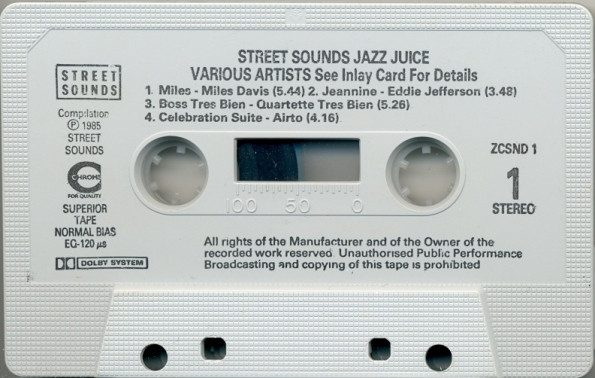 STREET SOUNDS JAZZ JUICE
VARIOUS ARTISTS See Inlay Card For Details
1. Miles - Miles Davis (5.44) 2. Jeannine - Eddie Jefferson (3.48)
3. Boss Tres Bien - Quartette Tres Bien (5.26)
4. Celebration Suite - Airto (4.16)
STREET
SOUNDS
Compilation
Ⓟ 1985
STREET
SOUNDS
CHROME
FOR QUALITY
SUPERIOR
TAPE
NORMAL BIAS
EQ-120 µs
DOLBY SYSTEM
100 50 0
ZCSND 1
1
STEREO
All rights of the Manufacturer and of the Owner of the
recorded work reserved. Unauthorised Public Performance
Broadcasting and copying of this tape is prohibited